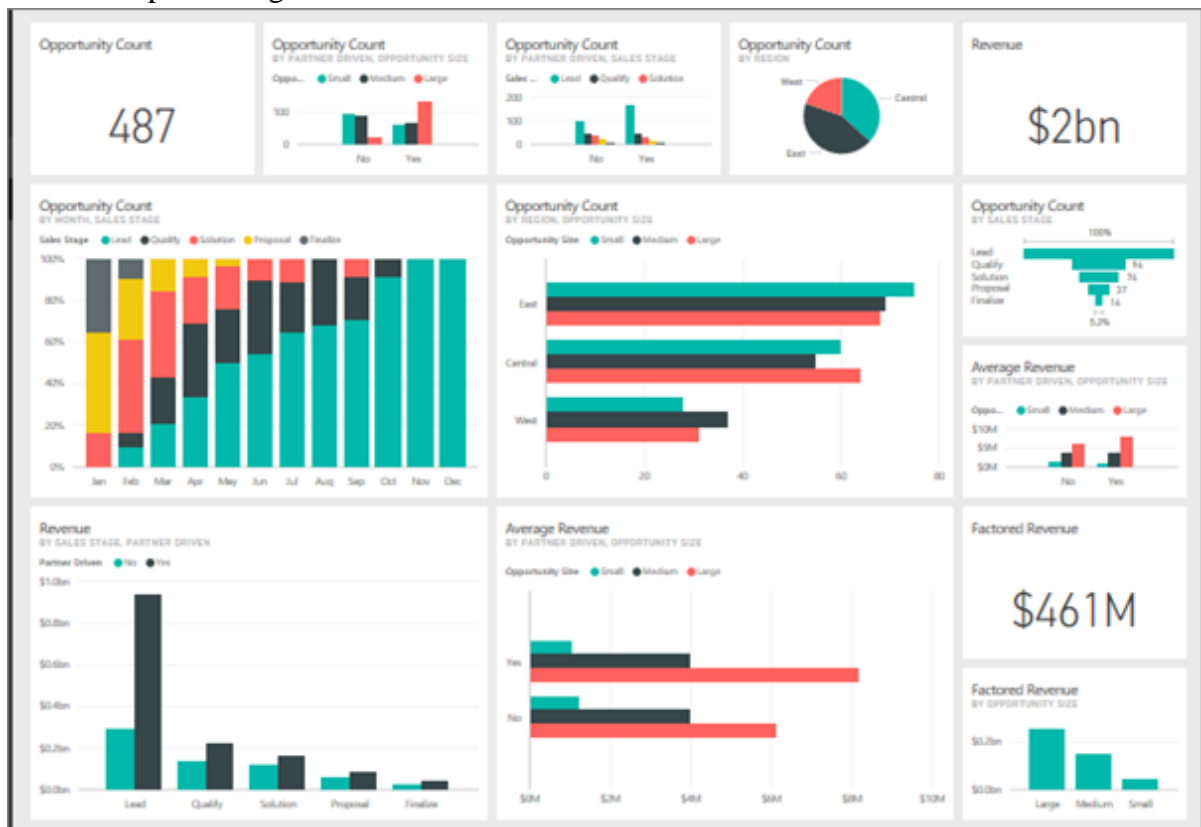 Opportunity Count
487
Opportunity Count
BY PARTNER DRIVEN, OPPORTUNITY SIZE
Oppo... Small Medium Large
100
0
No Yes
Opportunity Count
BY PARTNER DRIVEN, SALES STAGE
Sales ... Lead Qualify Solution
200
100
0
No Yes
Opportunity Count
BY REGION
West
Central
East
Revenue
$2bn
Opportunity Count
BY MONTH, SALES STAGE
Sales Stage Lead Qualify Solution Proposal Finalize
100%
80%
60%
40%
20%
0%
Jan Feb Mar Apr May Jun Jul Aug Sep Oct Nov Dec
Opportunity Count
BY REGION, OPPORTUNITY SIZE
Opportunity Size Small Medium Large
East
Central
West
0 20 40 60 80
Opportunity Count
BY SALES STAGE
100%
Lead
Qualify 94
Solution 74
Proposal 37
Finalize 14
5.2%
Average Revenue
BY PARTNER DRIVEN, OPPORTUNITY SIZE
Oppo... Small Medium Large
$10M
$5M
$0M
No Yes
Revenue
BY SALES STAGE, PARTNER DRIVEN
Partner Driven No Yes
$1.0bn
$0.8bn
$0.6bn
$0.4bn
$0.2bn
$0.0bn
Lead Qualify Solution Proposal Finalize
Average Revenue
BY PARTNER DRIVEN, OPPORTUNITY SIZE
Opportunity Size Small Medium Large
Yes
No
$0M $2M $4M $6M $8M $10M
Factored Revenue
$461M
Factored Revenue
BY OPPORTUNITY SIZE
$0.2bn
$0.0bn
Large Medium Small